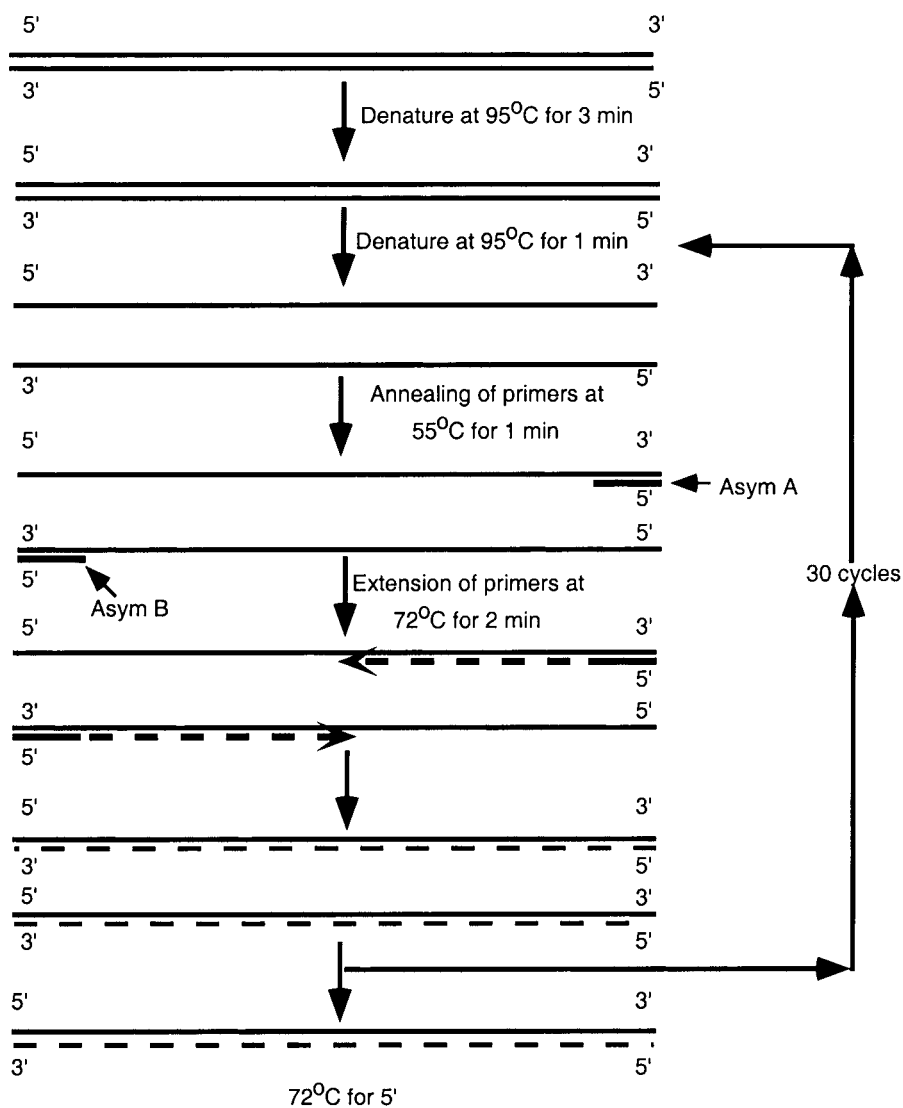 5' 3'
3' 5'
Denature at 95°C for 3 min
5' 3'
3' 5'
Denature at 95°C for 1 min
5' 3'
3' 5'
Annealing of primers at
55°C for 1 min
5' 3'
5'
Asym A
3' 5'
5'
Asym B
Extension of primers at
72°C for 2 min
30 cycles
5' 3'
5'
3' 5'
5'
5' 3'
3' 5'
5' 3'
3' 5'
5' 3'
3' 5'
72°C for 5'